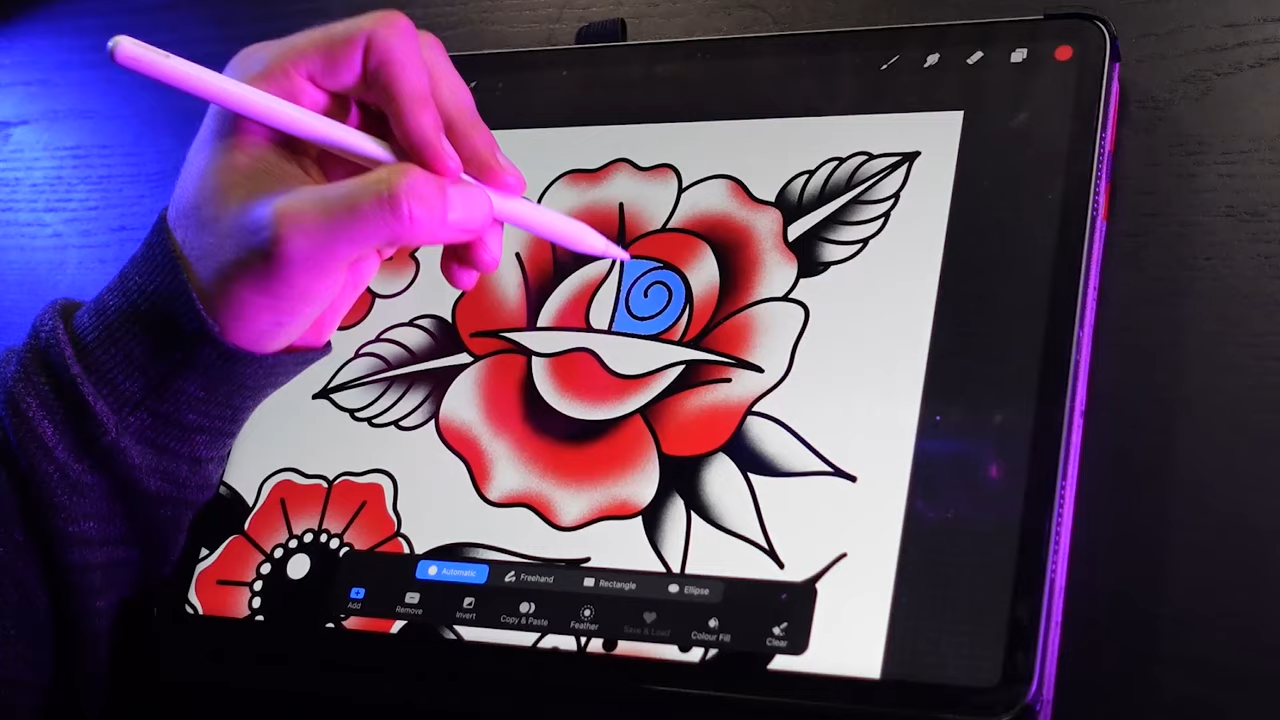 Automatic Freehand Rectangle Ellipse
Add Remove Invert Copy & Paste Feather Save & Load Colour Fill Clear